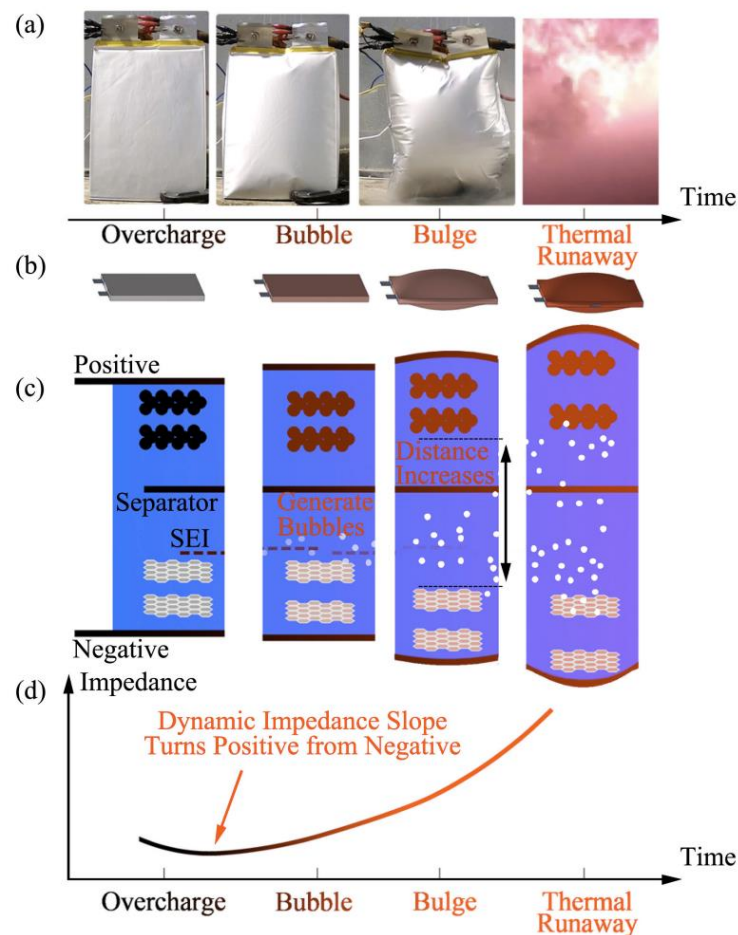 (a)
Time
Overcharge
Bubble
Bulge
Thermal
Runaway
(b)
(c)
Positive
Separator
SEI
Negative
Generate
Bubbles
Distance
Increases
(d)
Impedance
Dynamic Impedance Slope
Turns Positive from Negative
Time
Overcharge
Bubble
Bulge
Thermal
Runaway